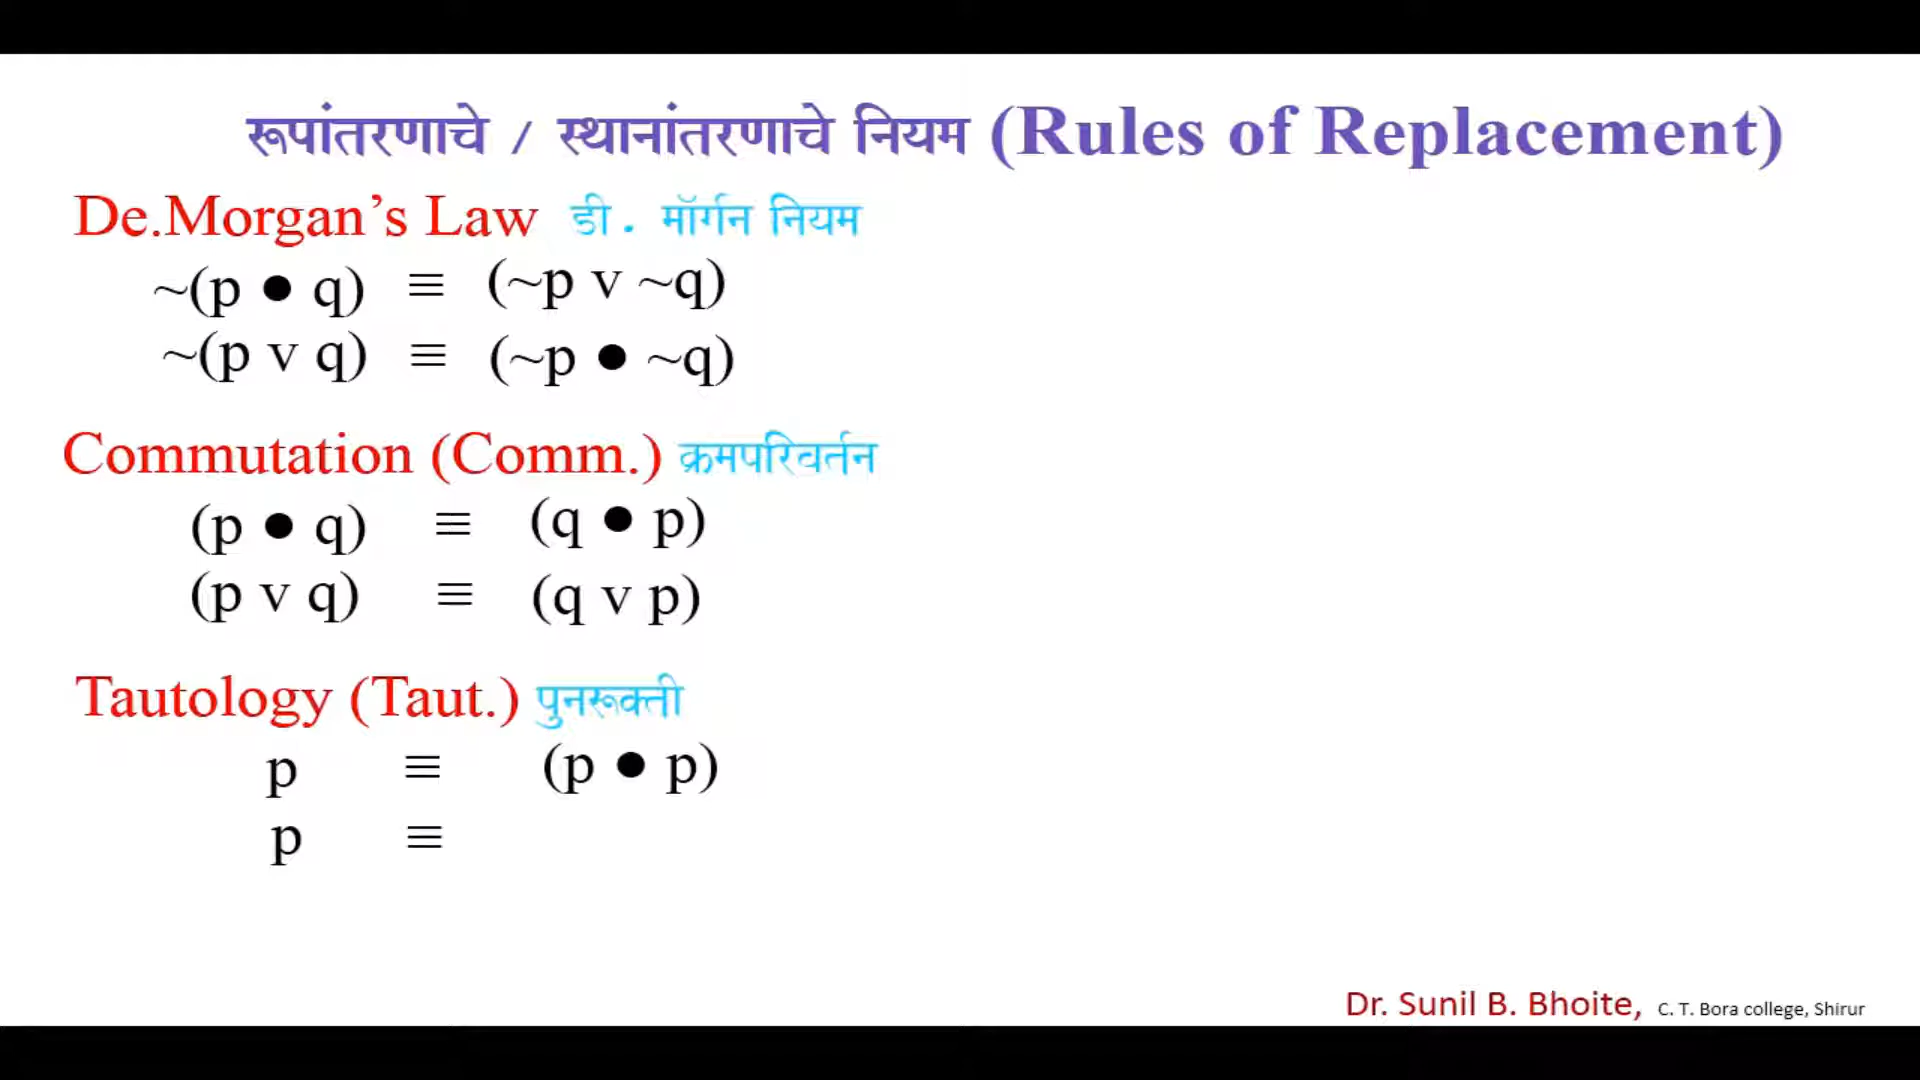 रूपांतरणाचे / स्थानांतरणाचे नियम (Rules of Replacement)
De.Morgan’s Law डी . मॉर्गन नियम
~(p ● q) ≡ (~p v ~q)
~(p v q) ≡ (~p ● ~q)
Commutation (Comm.) क्रमपरिवर्तन
(p ● q) ≡ (q ● p)
(p v q) ≡ (q v p)
Tautology (Taut.) पुनरूक्ती
p ≡ (p ● p)
p ≡
Dr. Sunil B. Bhoite, C. T. Bora college, Shirur